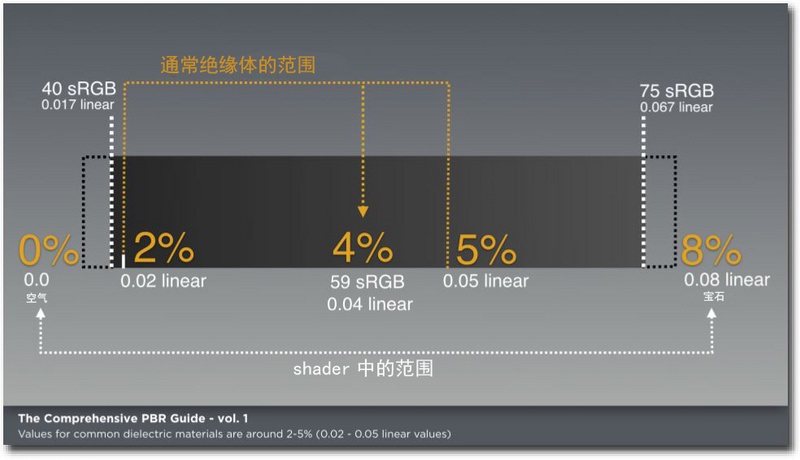 通常绝缘体的范围
40 sRGB
0.017 linear
75 sRGB
0.067 linear
0%
2%
4%
5%
8%
0.0
空气
0.02 linear
59 sRGB
0.04 linear
0.05 linear
0.08 linear
宝石
shader 中的范围
The Comprehensive PBR Guide - vol. 1
Values for common dielectric materials are around 2-5% (0.02 - 0.05 linear values)